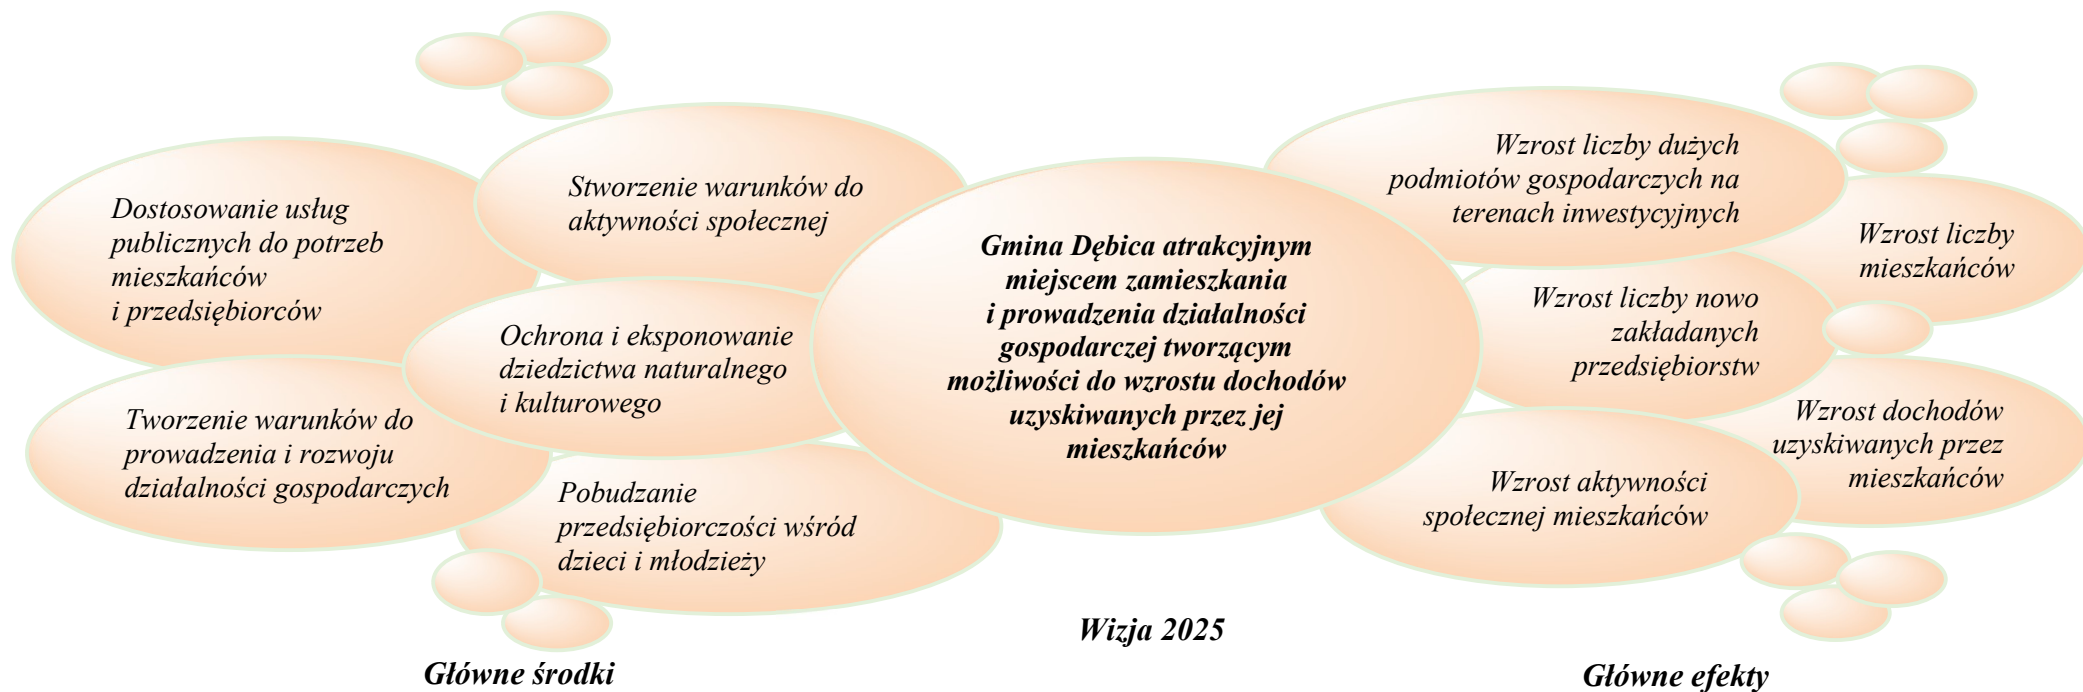 Dostosowanie usług
publicznych do potrzeb
mieszkańców
i przedsiębiorców
Stworzenie warunków do
aktywności społecznej
Ochrona i eksponowanie
dziedzictwa naturalnego
i kulturowego
Tworzenie warunków do
prowadzenia i rozwoju
działalności gospodarczych
Pobudzanie
przedsiębiorczości wśród
dzieci i młodzieży
Główne środki
Gmina Dębica atrakcyjnym
miejscem zamieszkania
i prowadzenia działalności
gospodarczej tworzącym
możliwości do wzrostu dochodów
uzyskiwanych przez jej
mieszkańców
Wizja 2025
Wzrost liczby dużych
podmiotów gospodarczych na
terenach inwestycyjnych
Wzrost liczby
mieszkańców
Wzrost liczby nowo
zakładanych
przedsiębiorstw
Wzrost dochodów
uzyskiwanych przez
mieszkańców
Wzrost aktywności
społecznej mieszkańców
Główne efekty